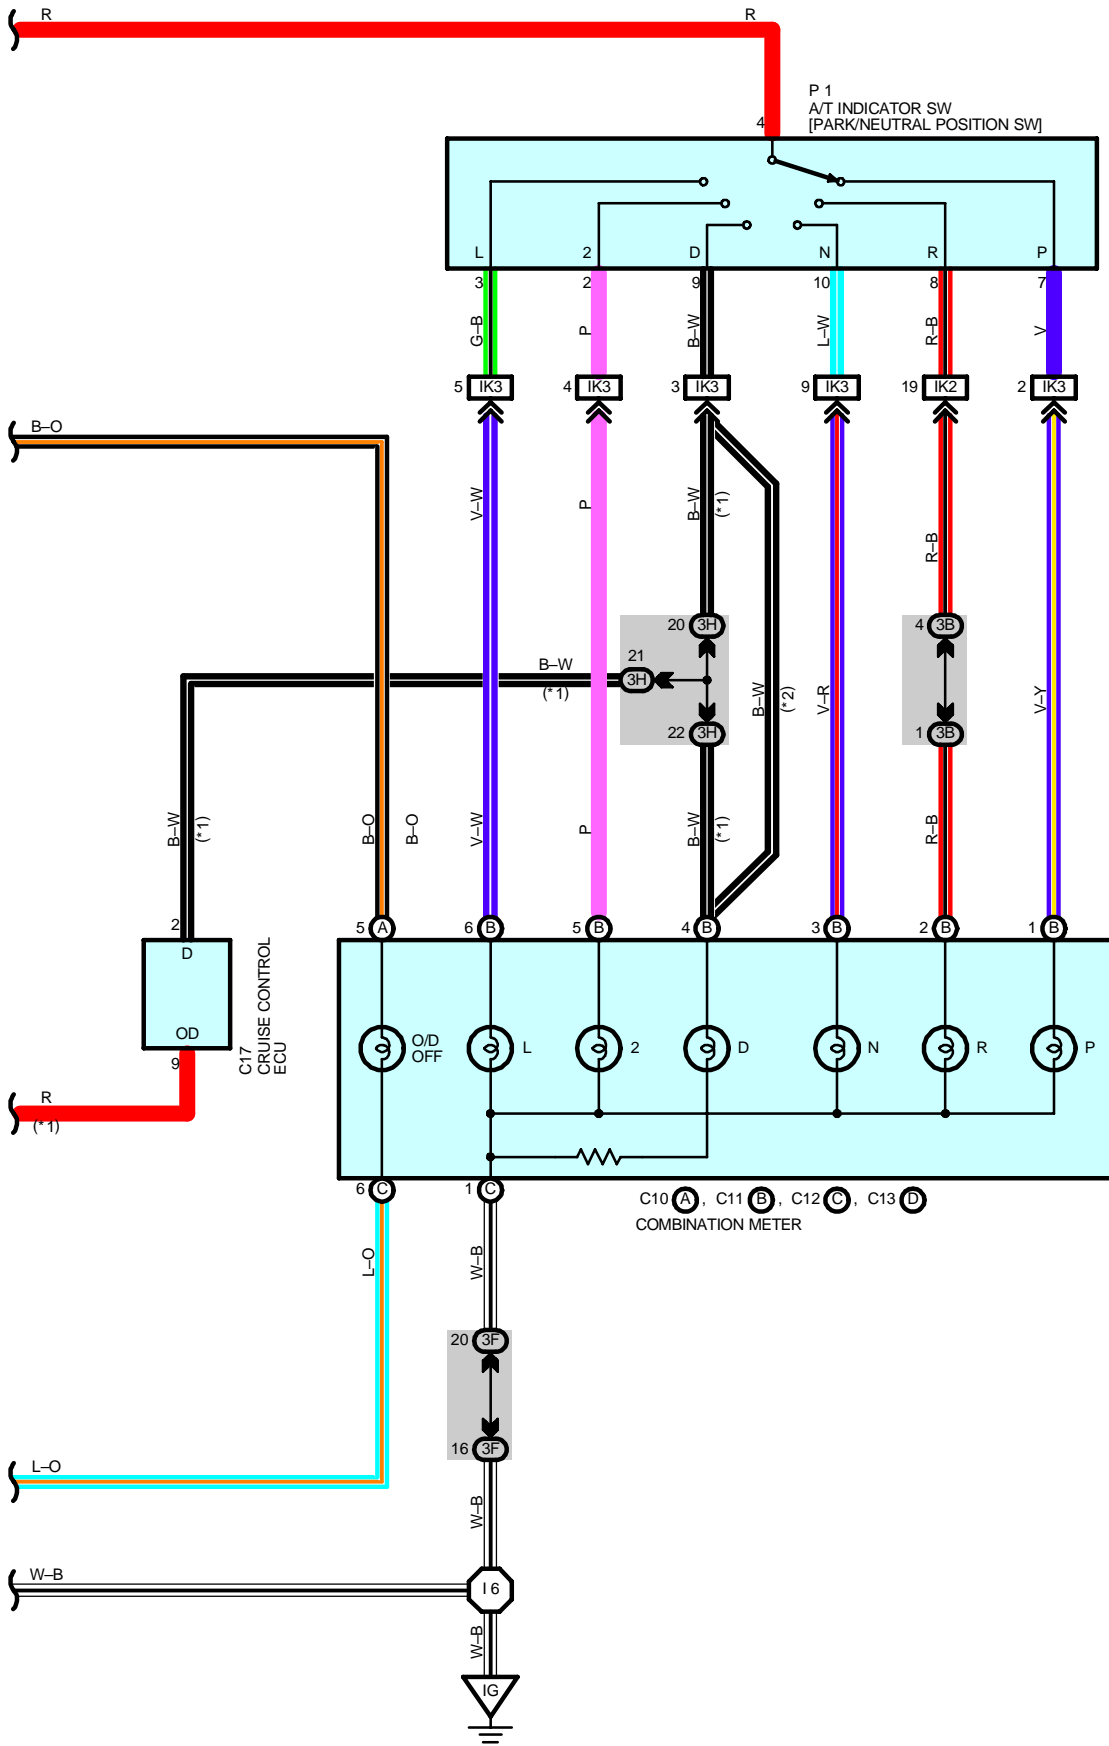 R R
P 1
A/T INDICATOR SW
[PARK/NEUTRAL POSITION SW]
4
L 2 D N R P
3 2 9 10 8 7
G–B P B–W L–W R–B V
5 IK3 4 IK3 3 IK3 9 IK3 19 IK2 2 IK3
B–O
V–W P B–W (*1) R–B
20 3H 4 3B
21
3H
B–W
(*1)
B–W (*2) V–R V–Y
22 3H 1 3B
B–W (*1) B–O B–O V–W P B–W (*1) R–B
2 5 A 6 B 5 B 4 B 3 B 2 B 1 B
D
OD
C17
CRUISE CONTROL
ECU
O/D
OFF
L 2 D N R P
9
R
(*1)
6 C 1 C
C10 A , C11 B , C12 C , C13 D
COMBINATION METER
L–O W–B
20 3F
16 3F
L–O
W–B
W–B
I 6
W–B
IG